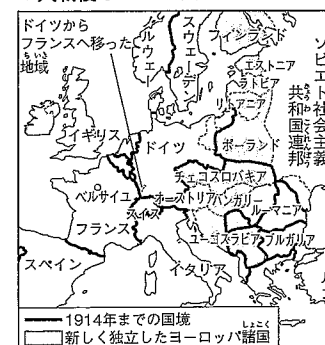 ドイツから
フランスへ移った
地域
ちいき
ノルウェー
スウェーデン
フィンランド
エストニア
ラトビア
リトアニア
ソビエト社会主義
共和国連邦
イギリス
ドイツ
ポーランド
チェコスロバキア
ベルサイユ
オーストリア
ハンガリー
スイス
ルーマニア
フランス
ユーゴスラビア
ブルガリア
スペイン
イタリア
1914年までの国境
新しく独立したヨーロッパ諸国
しょこく